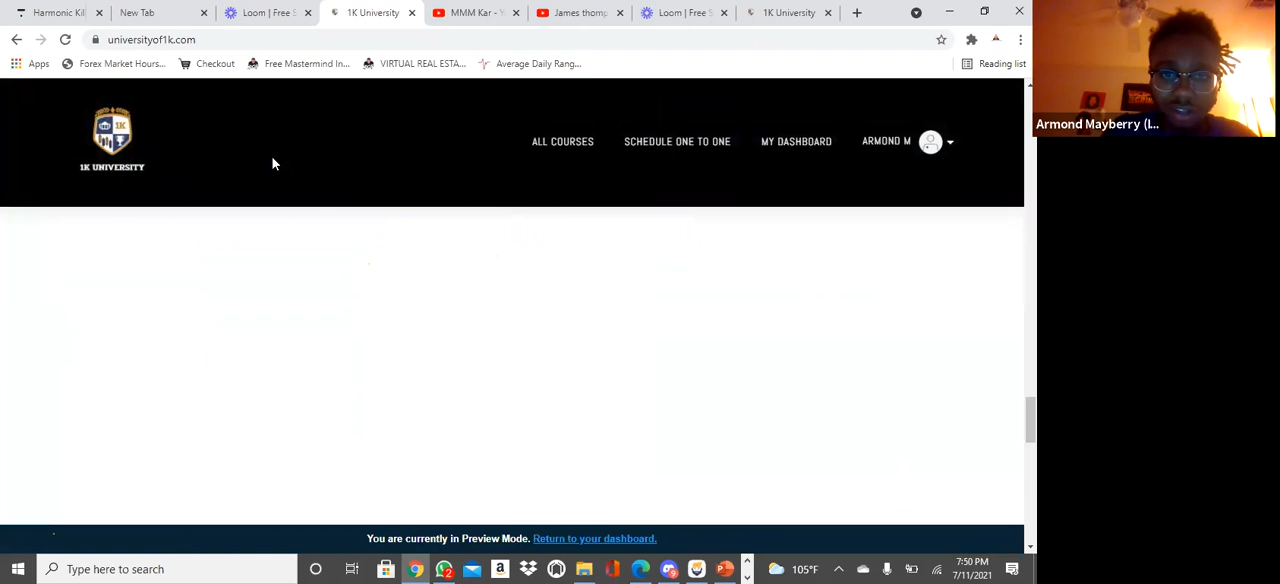 Harmonic Kil
New Tab
Loom | Free S
1K University
MMM Kar - Y
James thomp
Loom | Free S
1K University
universityof1k.com
Apps
Forex Market Hours...
Checkout
Free Mastermind In...
VIRTUAL REAL ESTA...
Average Daily Rang...
Reading list
1K
1K UNIVERSITY
ALL COURSES
SCHEDULE ONE TO ONE
MY DASHBOARD
ARMOND M
Armond Mayberry (I...
You are currently in Preview Mode. Return to your dashboard.
Type here to search
2
105°F
7:50 PM
7/11/2021